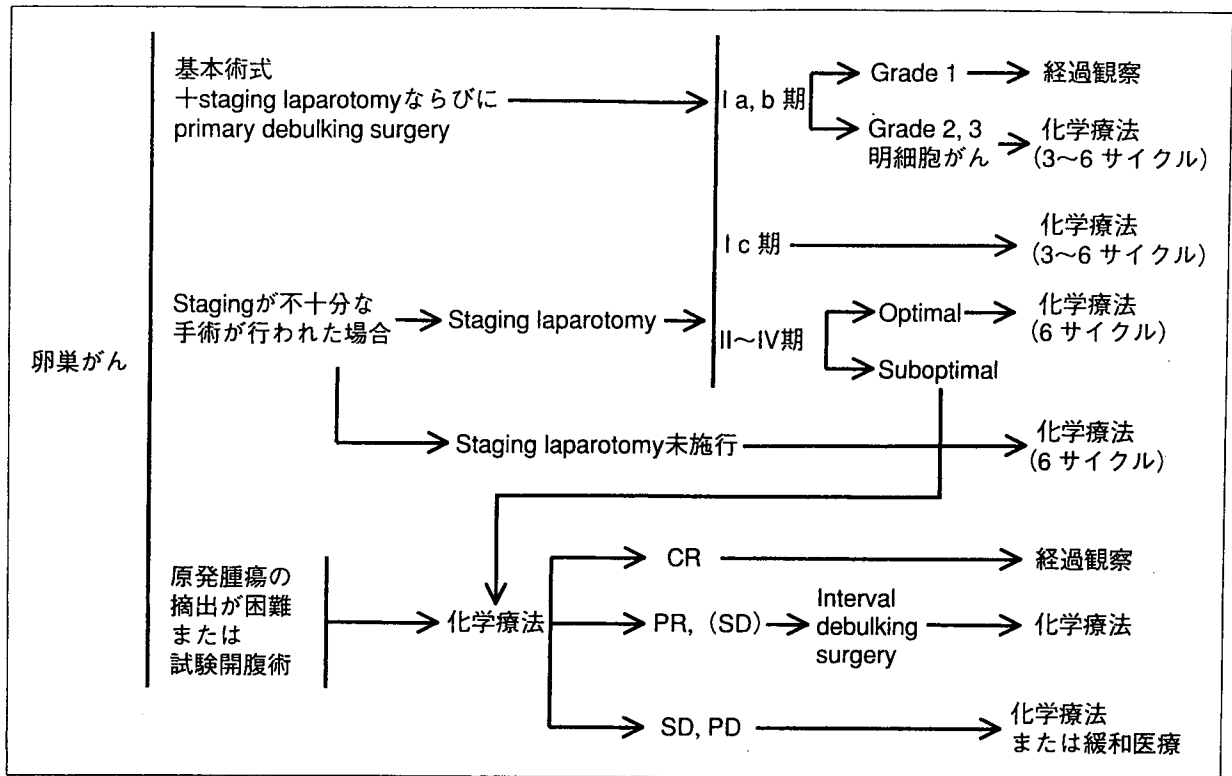 卵巣がん
基本術式
+staging laparotomyならびに
primary debulking surgery
I a, b 期
Grade 1
経過観察
Grade 2, 3
明細胞がん
化学療法
(3〜6 サイクル)
I c 期
化学療法
(3〜6 サイクル)
Stagingが不十分な
手術が行われた場合
Staging laparotomy
II〜IV期
Optimal
化学療法
(6 サイクル)
Suboptimal
Staging laparotomy未施行
化学療法
(6 サイクル)
原発腫瘍の
摘出が困難
または
試験開腹術
化学療法
CR
経過観察
PR, (SD)
Interval
debulking
surgery
化学療法
SD, PD
化学療法
または緩和医療